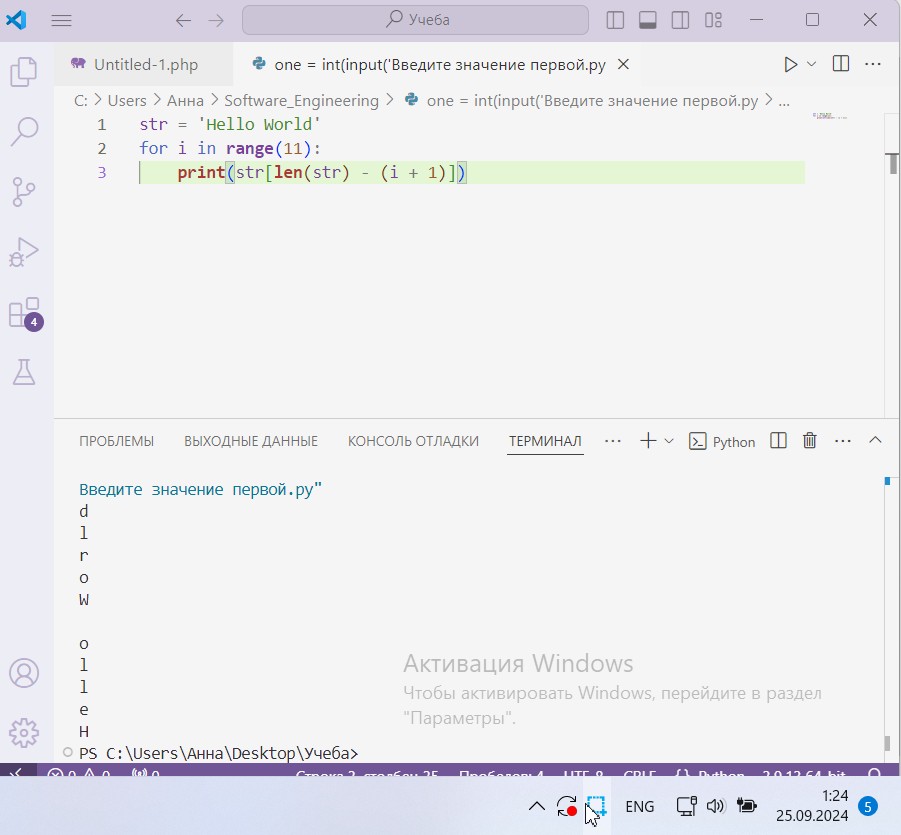 Учеба
Untitled-1.php
one = int(input('Введите значение первой.py
C: > Users > Анна > Software_Engineering > one = int(input('Введите значение первой.py > ...
1 str = 'Hello World'
2 for i in range(11):
3 print(str[len(str) - (i + 1)])
4
ПРОБЛЕМЫ ВЫХОДНЫЕ ДАННЫЕ КОНСОЛЬ ОТЛАДКИ ТЕРМИНАЛ ... Python ...
Введите значение первой.py"
d
l
r
o
W
o
l
l
e
H
PS C:\Users\Анна\Desktop\Учеба>
Активация Windows
Чтобы активировать Windows, перейдите в раздел
"Параметры".
0 0 0 Строка 3, столбец 35 Пробелов: 4 UTF-8 CRLF {} Python 3.9.13 64-bit
ENG
1:24
25.09.2024
5